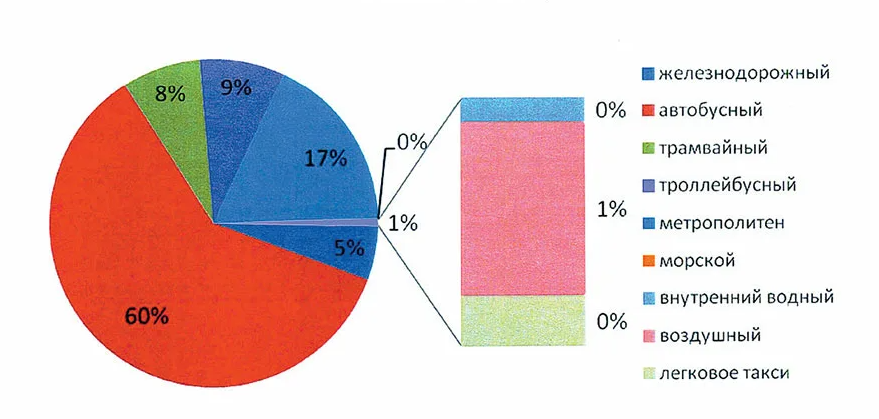 8%
9%
17%
0%
1%
5%
60%
0%
1%
0%
железнодорожный
автобусный
трамвайный
троллейбусный
метрополитен
морской
внутренний водный
воздушный
легковое такси